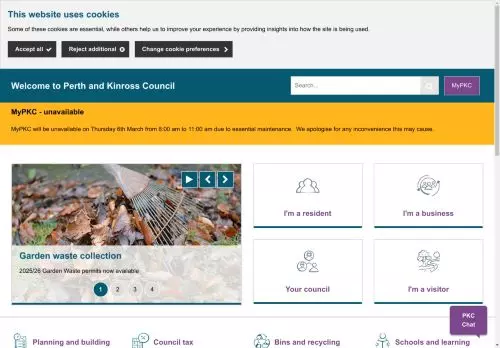 This website uses cookies
Some of these cookies are essential, while others help us to improve your experience by providing insights into how the site is being used.
Accept all
Reject additional
Change cookie preferences
Welcome to Perth and Kinross Council
Search...
MyPKC
MyPKC - unavailable
MyPKC will be unavailable on Thursday 6th March from 8:00 am to 11:00 am due to essential maintenance. We apologise for any inconvenience this may cause.
Garden waste collection
2025/26 Garden Waste permits now available
1 2 3 4
I'm a resident
I'm a business
Your council
I'm a visitor
PKC
Chat
Planning and building
Council tax
Bins and recycling
Schools and learning